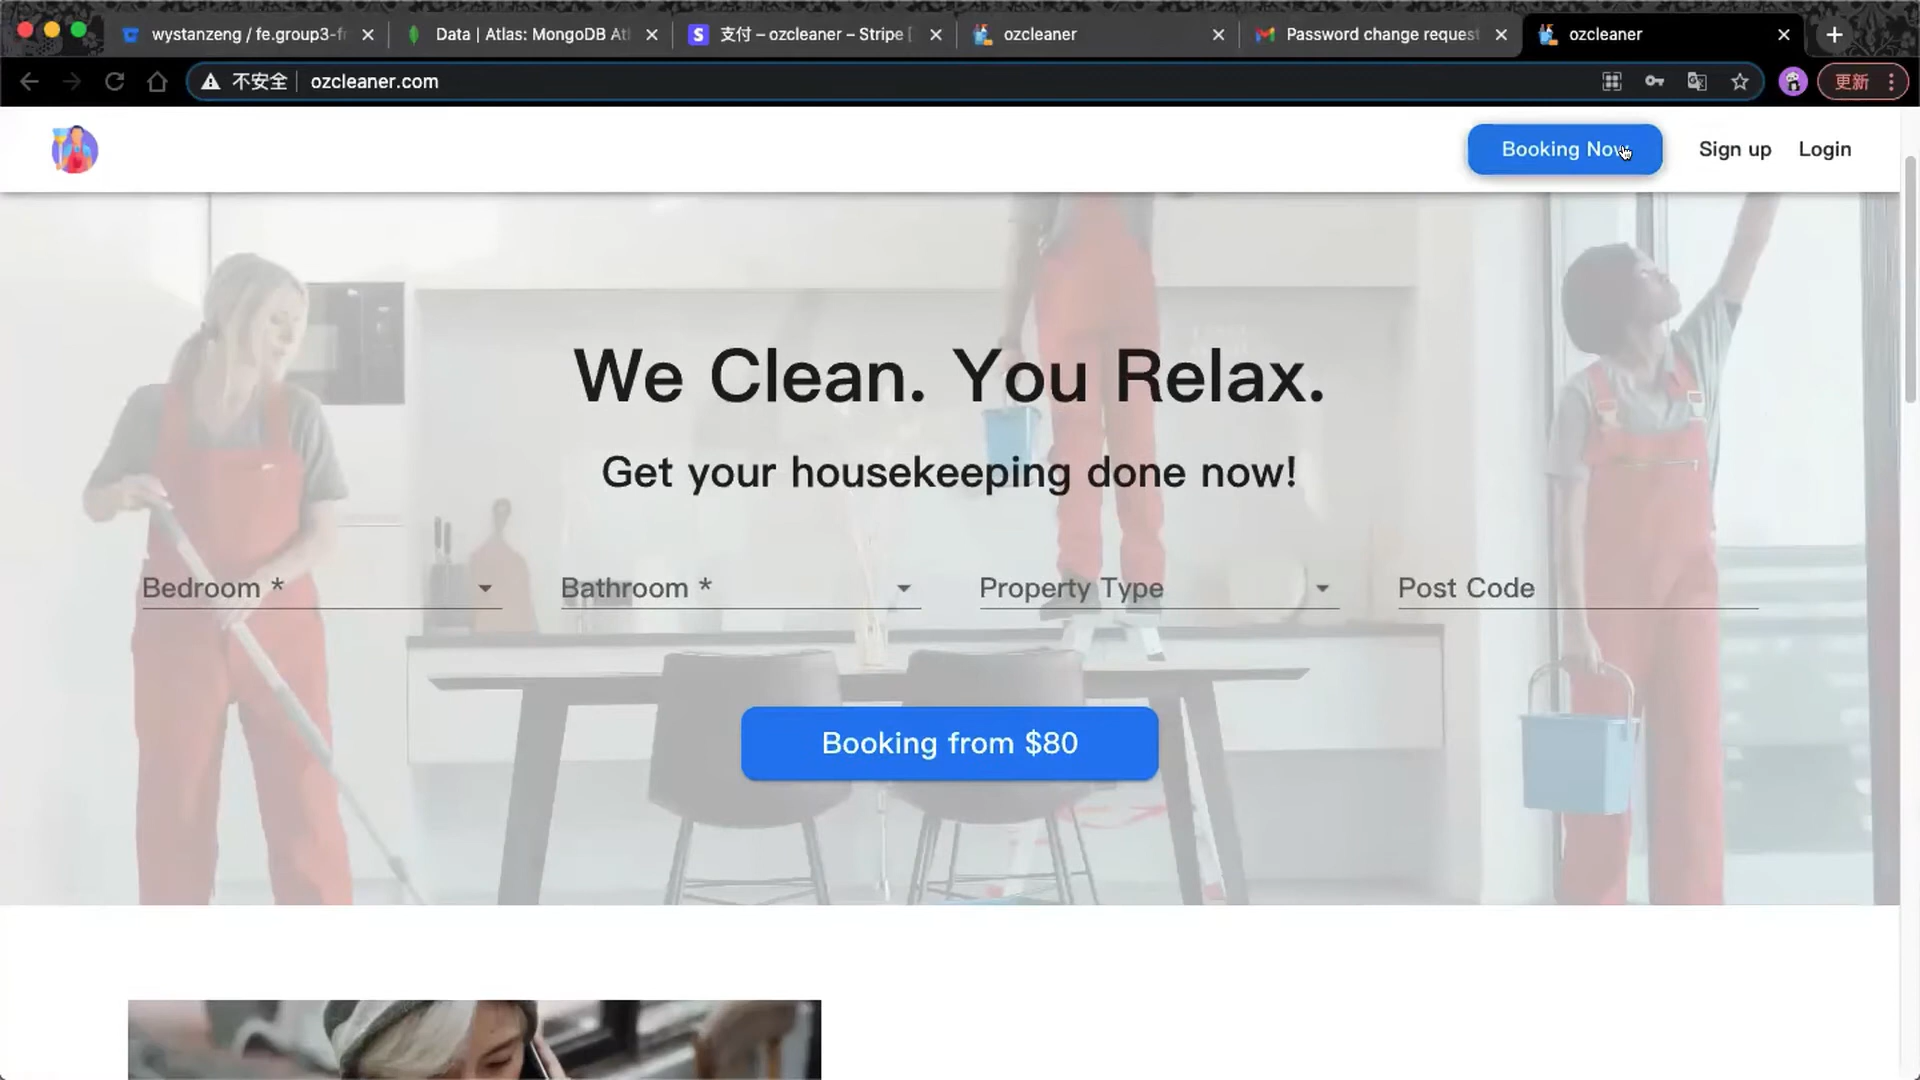 wystanzeng / fe.group3-fr
Data | Atlas: MongoDB Atl
S 支付 – ozcleaner – Stripe [
ozcleaner
Password change request
ozcleaner
不安全 ozcleaner.com
更新
Booking Now
Sign up
Login
We Clean. You Relax.
Get your housekeeping done now!
Bedroom *
Bathroom *
Property Type
Post Code
Booking from $80